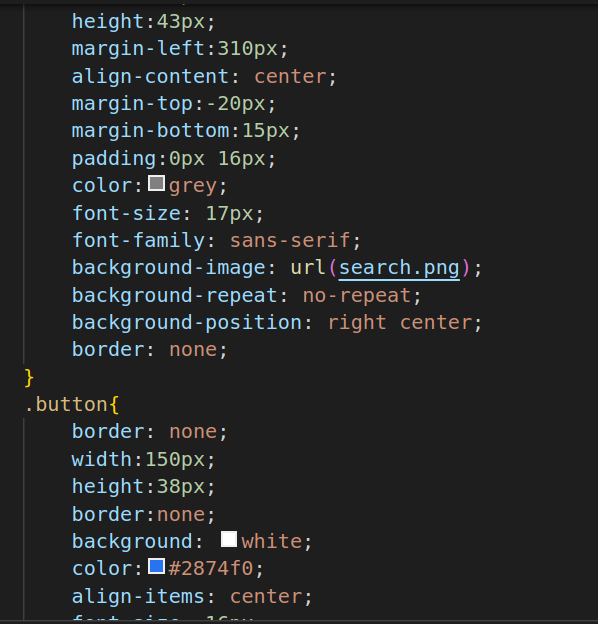 height:43px;
margin-left:310px;
align-content: center;
margin-top:-20px;
margin-bottom:15px;
padding:0px 16px;
color:grey;
font-size: 17px;
font-family: sans-serif;
background-image: url(search.png);
background-repeat: no-repeat;
background-position: right center;
border: none;
}
.button{
border: none;
width:150px;
height:38px;
border:none;
background: white;
color:#2874f0;
align-items: center;
font-size: 16px